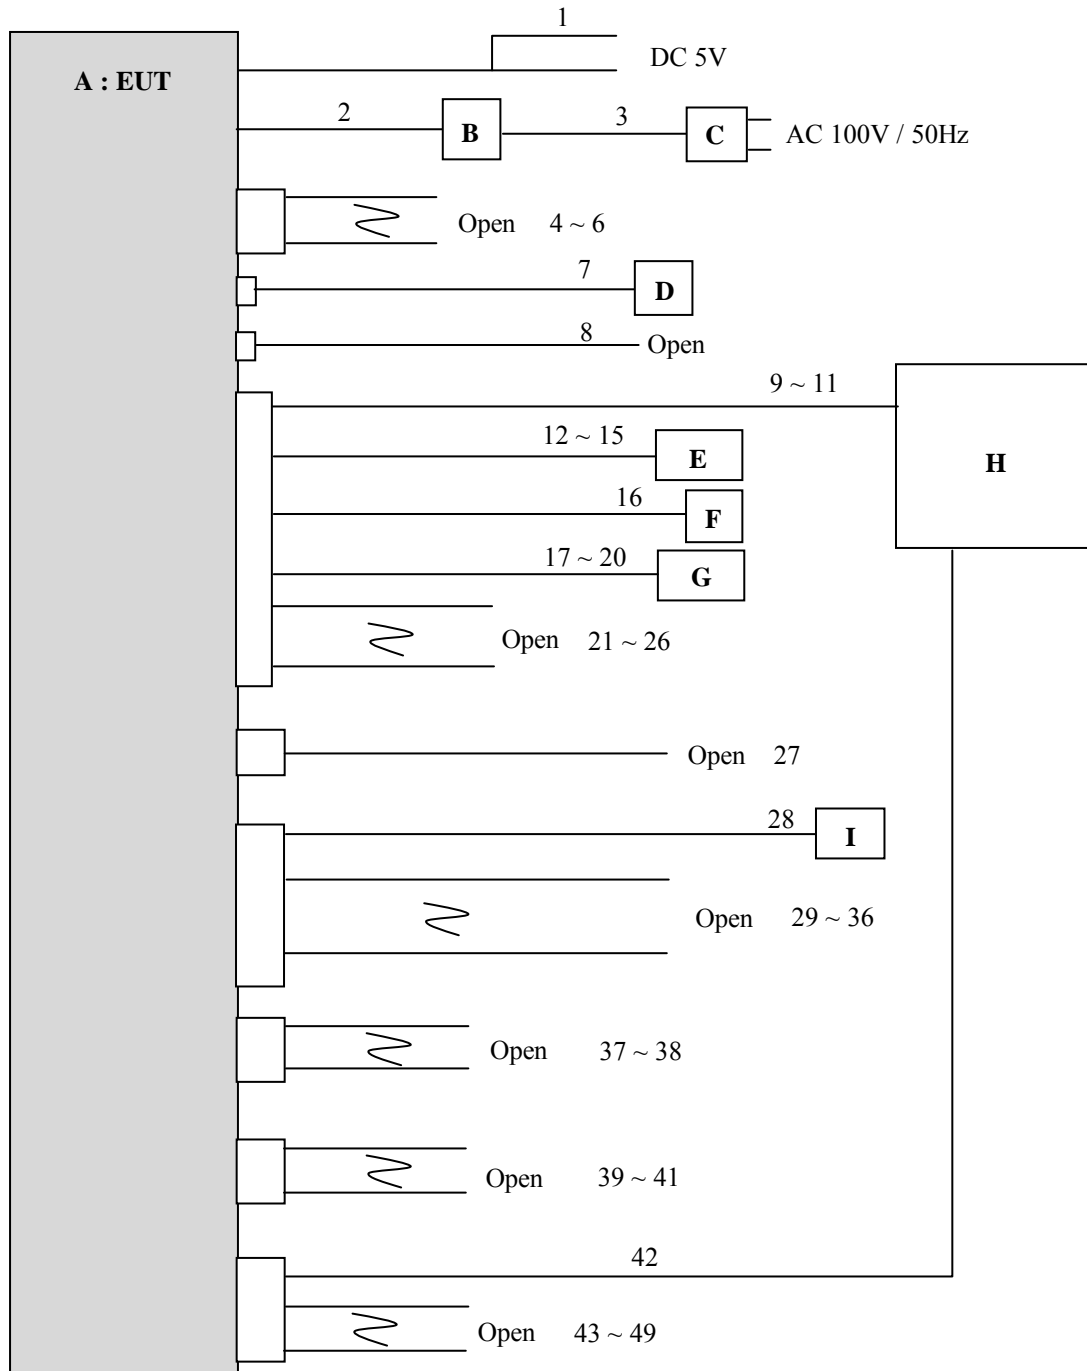 1
A : EUT
DC 5V
2
B
3
C
AC 100V / 50Hz
Open 4 ~ 6
7
D
8
Open
9 ~ 11
H
12 ~ 15
E
16
F
17 ~ 20
G
Open 21 ~ 26
Open 27
28
I
Open 29 ~ 36
Open 37 ~ 38
Open 39 ~ 41
42
Open 43 ~ 49